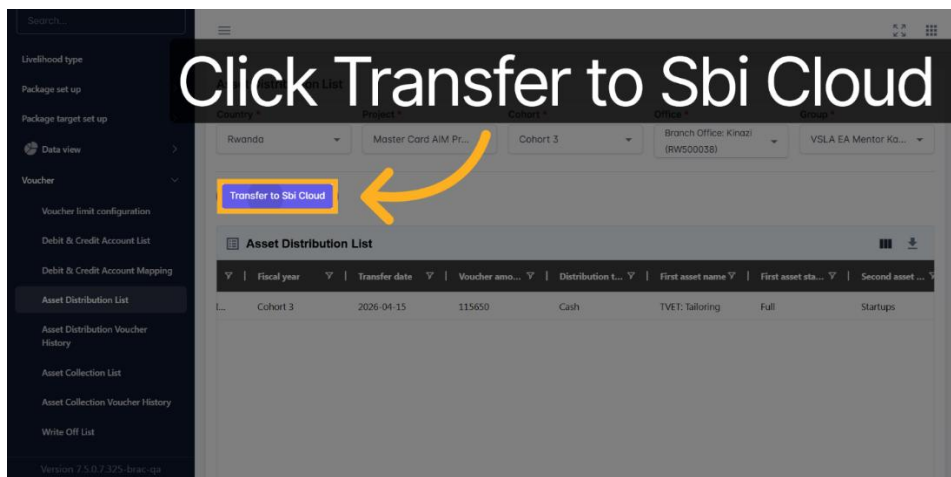 Search...
Livelihood type
Package set up
Package target set up
Data view
Voucher
Voucher limit configuration
Debit & Credit Account List
Debit & Credit Account Mapping
Asset Distribution List
Asset Distribution Voucher
History
Asset Collection List
Asset Collection Voucher History
Write Off List
Version 7.5.0.7.325-brac-qa
Click Transfer to Sbi Cloud
Asset Distribution List
Country * Project * Cohort * Office * Group *
Rwanda Master Card AIM Pr... Cohort 3 Branch Office: Kinazi (RW500038) VSLA EA Mentor Ka...
Transfer to Sbi Cloud
Asset Distribution List
Fiscal year Transfer date Voucher amo... Distribution t... First asset name First asset sta... Second asset ...
Cohort 3 2026-04-15 115650 Cash TVET; Tailoring Full Startups